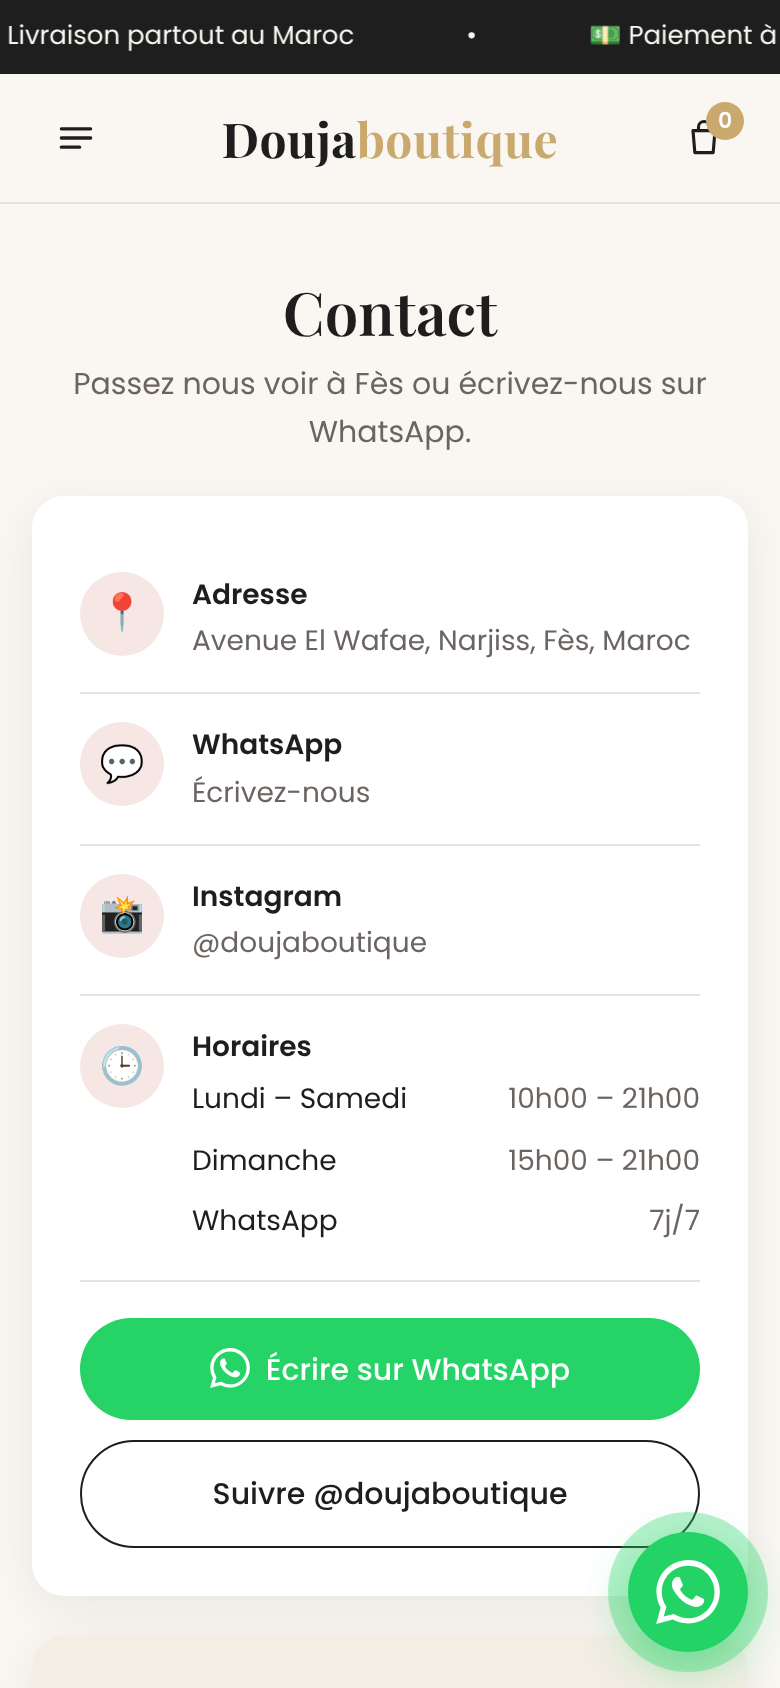 Livraison partout au Maroc • 💵 Paiement à
Doujaboutique
0
Contact
Passez nous voir à Fès ou écrivez-nous sur
WhatsApp.
Adresse
Avenue El Wafae, Narjiss, Fès, Maroc
WhatsApp
Écrivez-nous
Instagram
@doujaboutique
Horaires
Lundi – Samedi 10h00 – 21h00
Dimanche 15h00 – 21h00
WhatsApp 7j/7
Écrire sur WhatsApp
Suivre @doujaboutique